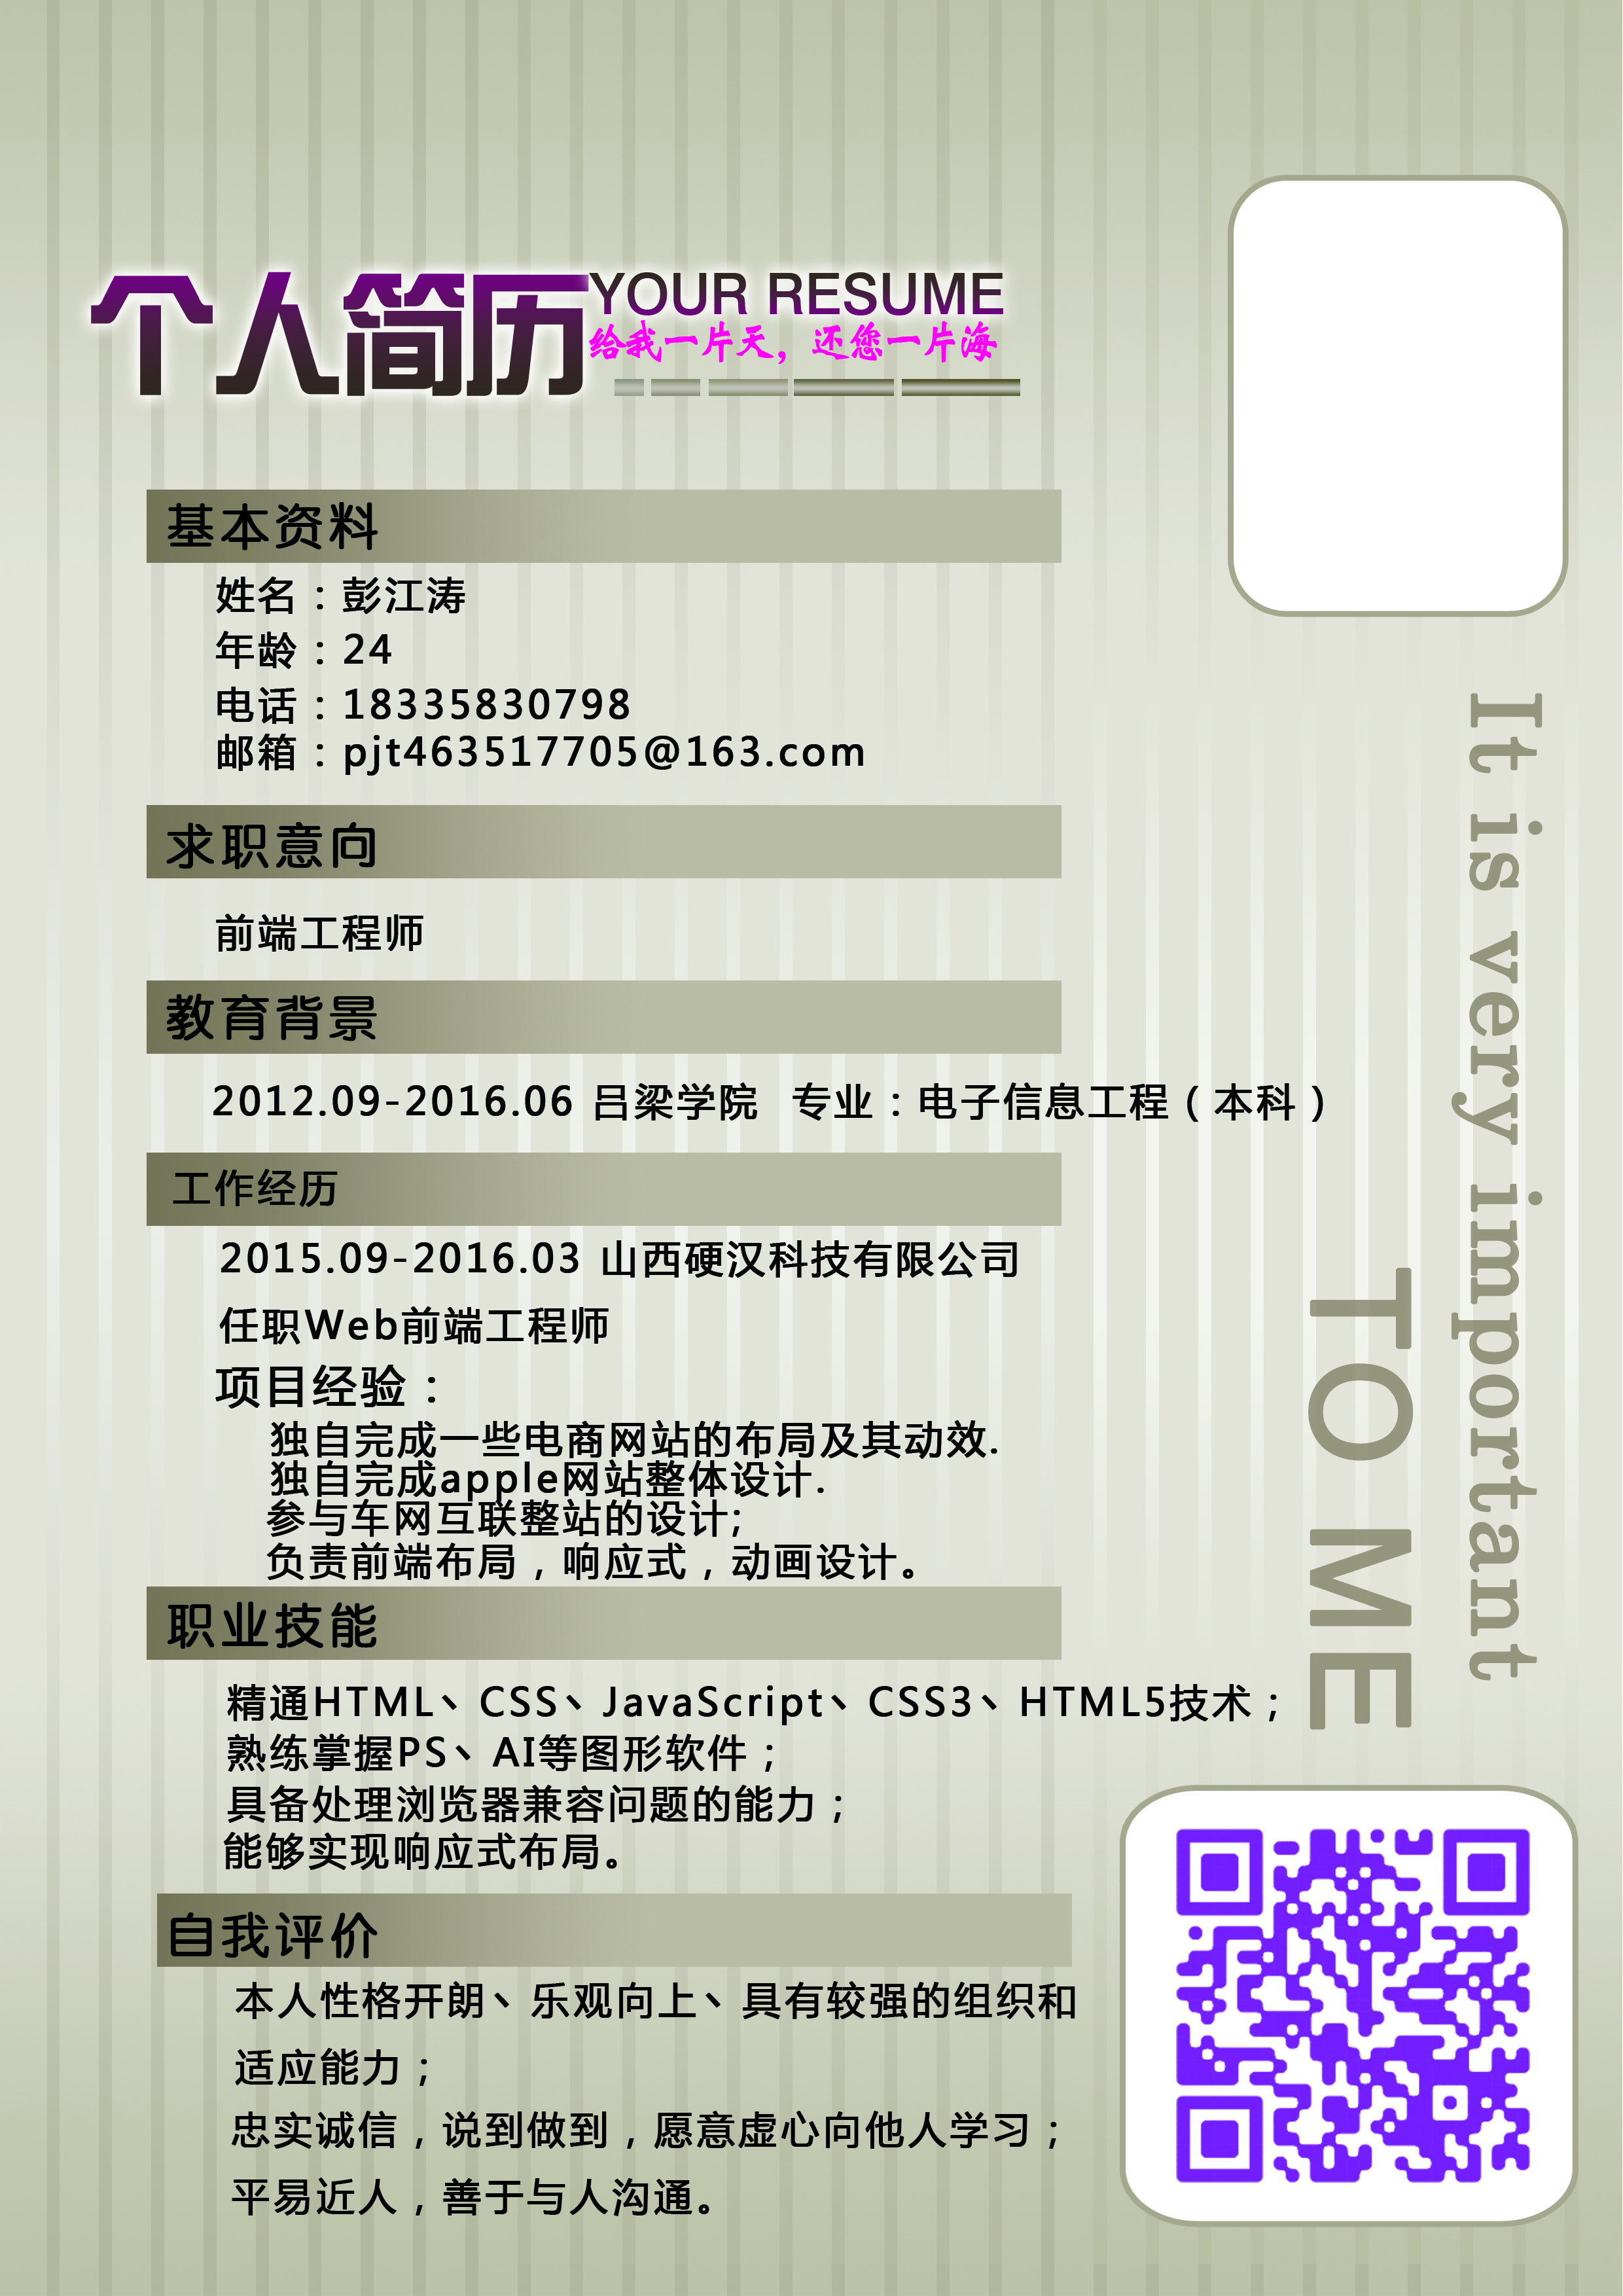 个人简历
YOUR RESUME
给我一片天，还您一片海
基本资料
姓名：彭江涛
年龄：24
电话：18335830798
邮箱：pjt463517705@163.com
求职意向
前端工程师
教育背景
2012.09-2016.06 吕梁学院 专业：电子信息工程（本科）
工作经历
2015.09-2016.03 山西硬汉科技有限公司
任职Web前端工程师
项目经验：
独自完成一些电商网站的布局及其动效.
独自完成apple网站整体设计.
参与车网互联整站的设计;
负责前端布局，响应式，动画设计。
职业技能
精通HTML、CSS、JavaScript、CSS3、HTML5技术；
熟练掌握PS、AI等图形软件；
具备处理浏览器兼容问题的能力；
能够实现响应式布局。
自我评价
本人性格开朗、乐观向上、具有较强的组织和
适应能力；
忠实诚信，说到做到，愿意虚心向他人学习；
平易近人，善于与人沟通。
It is very important
TO ME